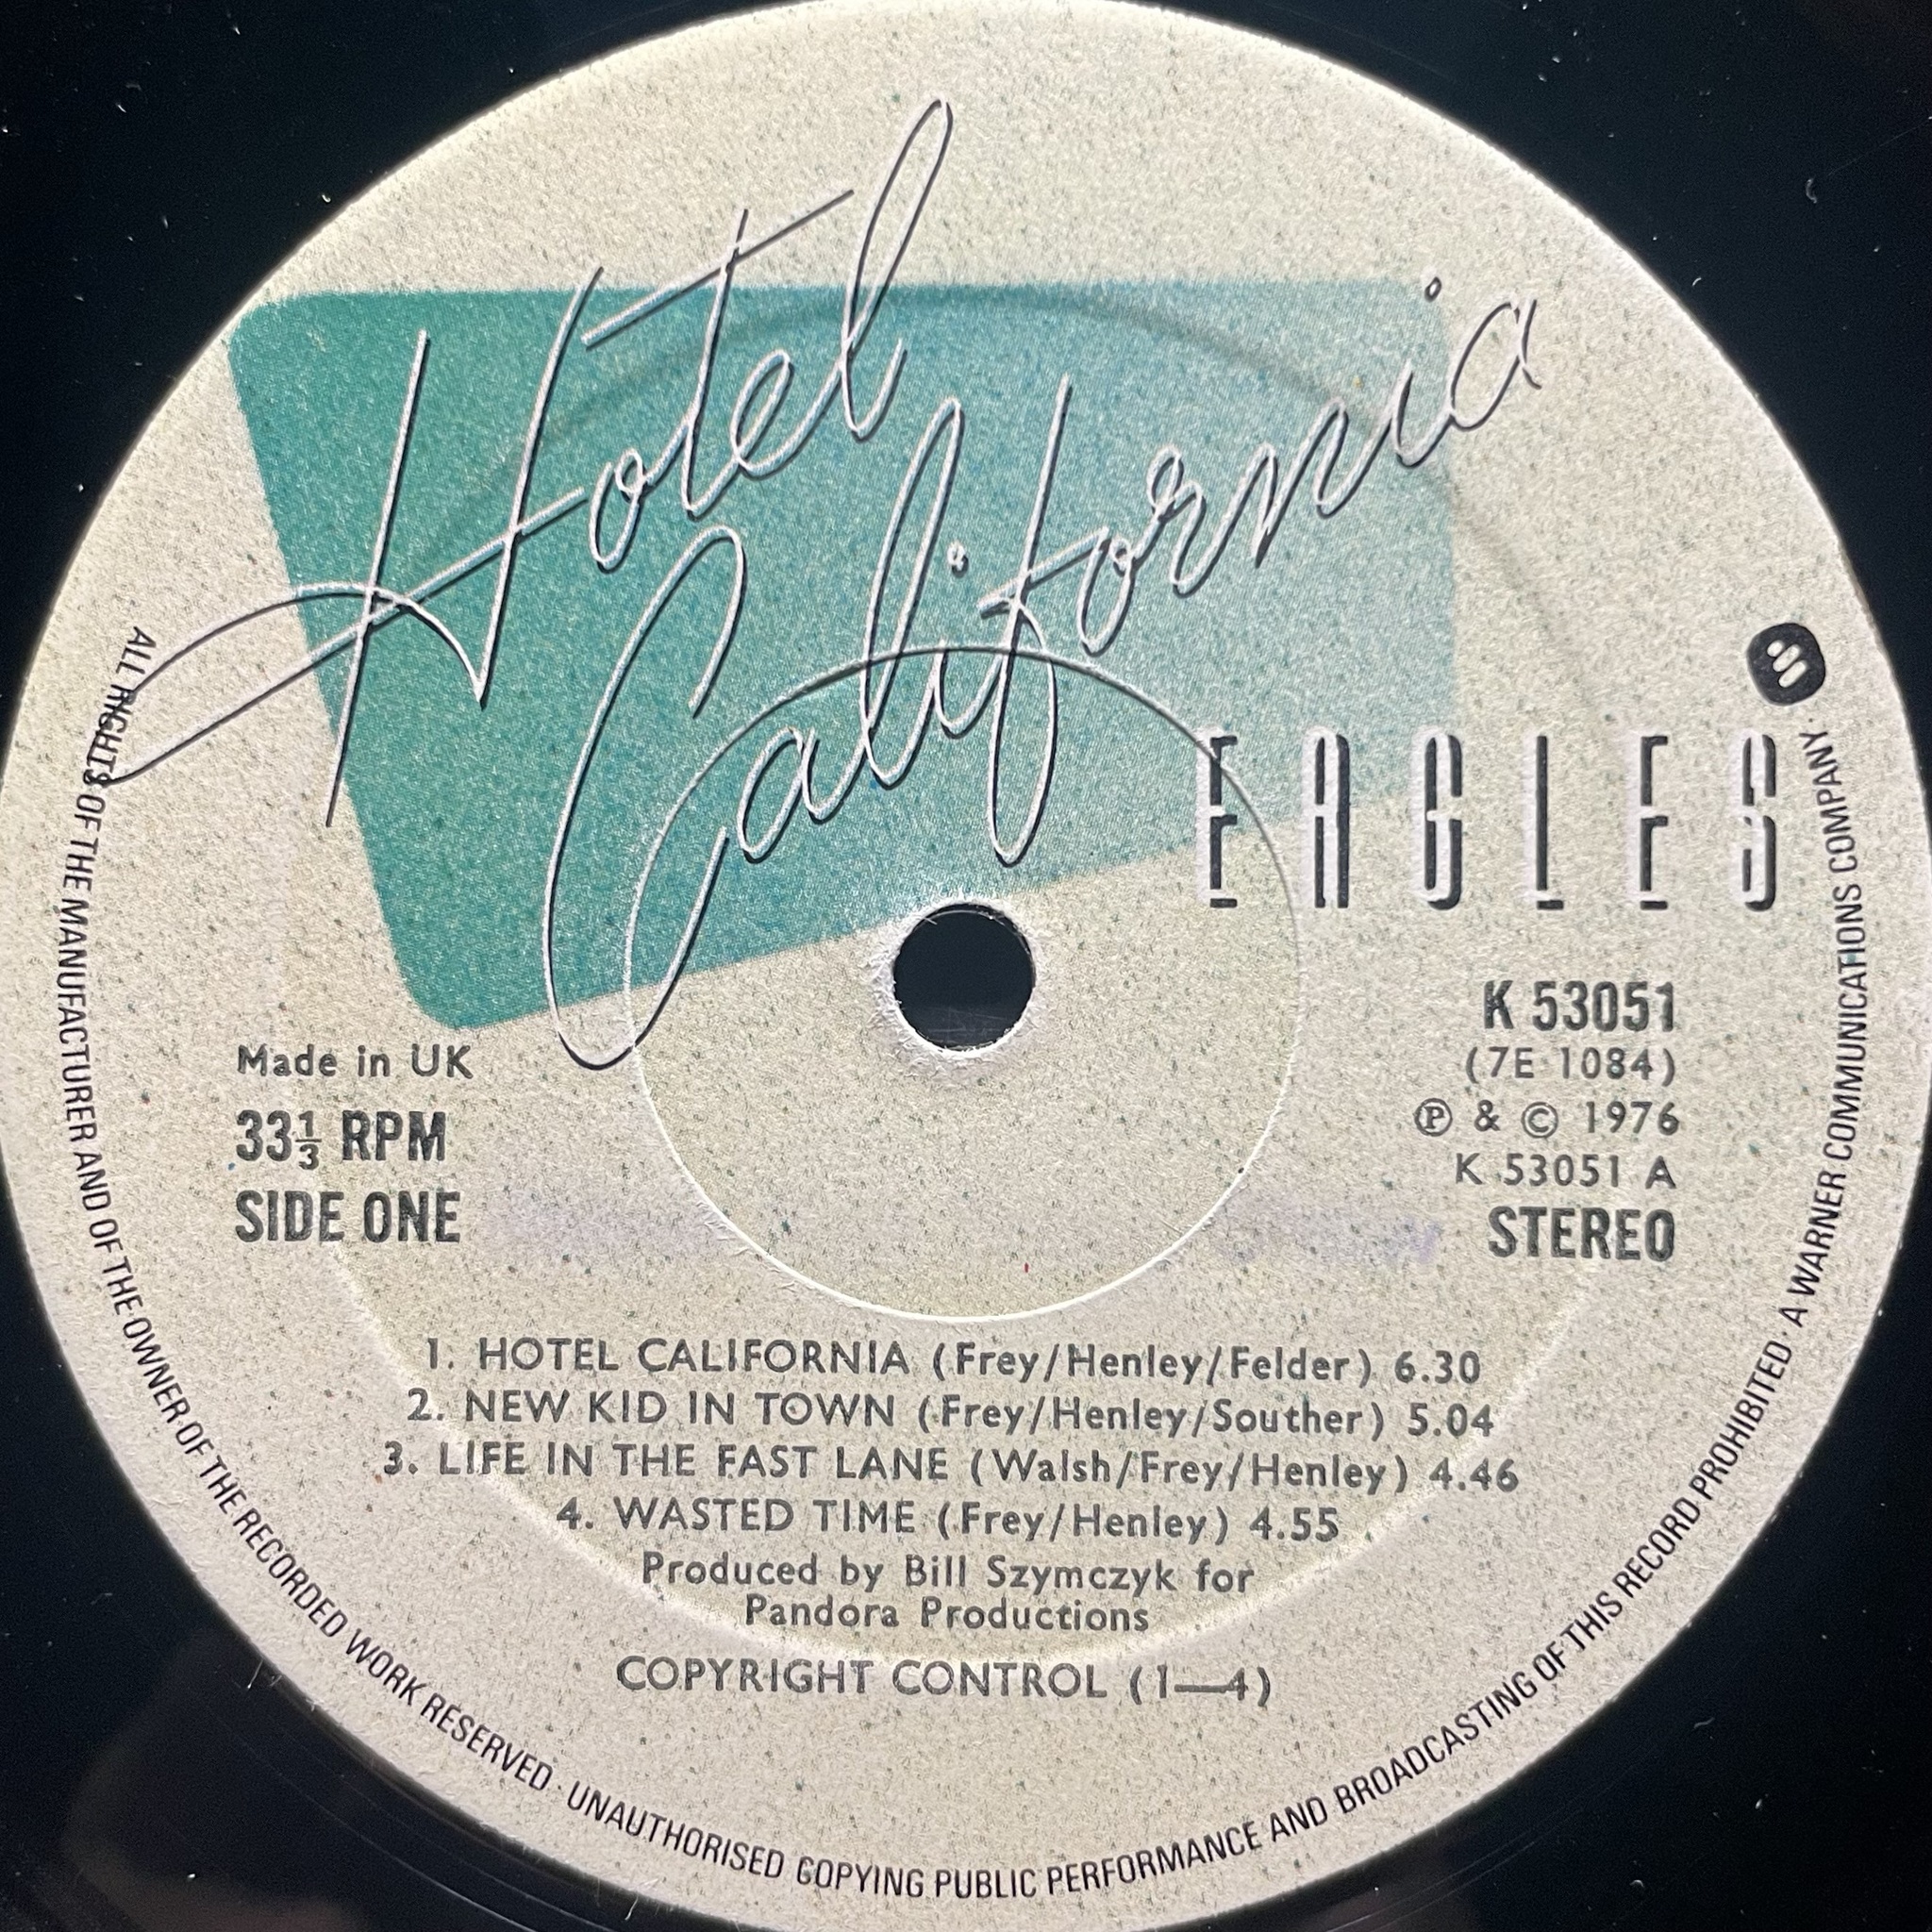 Hotel
California
EAGLES
K 53051
(7E 1084)
Ⓟ & © 1976
K 53051 A
STEREO
Made in UK
33⅓ RPM
SIDE ONE
1. HOTEL CALIFORNIA (Frey/Henley/Felder) 6.30
2. NEW KID IN TOWN (Frey/Henley/Souther) 5.04
3. LIFE IN THE FAST LANE (Walsh/Frey/Henley) 4.46
4. WASTED TIME (Frey/Henley) 4.55
Produced by Bill Szymczyk for
Pandora Productions
COPYRIGHT CONTROL (1—4)
ALL RIGHTS OF THE MANUFACTURER AND OF THE OWNER OF THE RECORDED WORK RESERVED · UNAUTHORISED COPYING PUBLIC PERFORMANCE AND BROADCASTING OF THIS RECORD PROHIBITED · A WARNER COMMUNICATIONS COMPANY ·